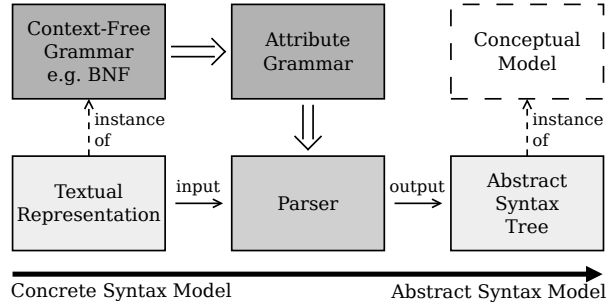 Context-Free
Grammar
e.g. BNF
Attribute
Grammar
Conceptual
Model
instance
of
instance
of
Textual
Representation
input
Parser
output
Abstract
Syntax
Tree
Concrete Syntax Model
Abstract Syntax Model